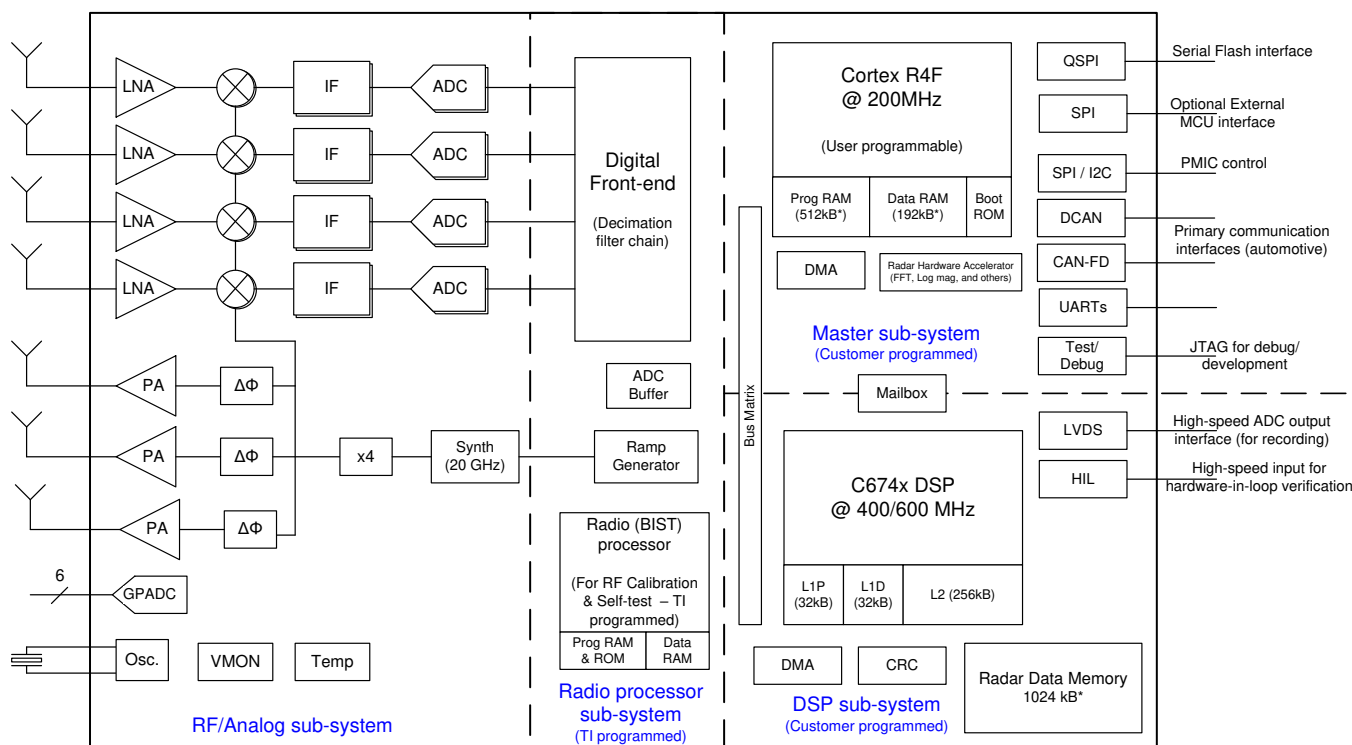 LNA
IF
ADC
LNA
IF
ADC
LNA
IF
ADC
LNA
IF
ADC
PA
ΔΦ
PA
ΔΦ
PA
ΔΦ
x4
Synth
(20 GHz)
6
GPADC
Osc.
VMON
Temp
RF/Analog sub-system
Digital
Front-end
(Decimation
filter chain)
ADC
Buffer
Ramp
Generator
Radio (BIST)
processor
(For RF Calibration
& Self-test – TI
programmed)
Prog RAM
& ROM
Data
RAM
Radio processor
sub-system
(TI programmed)
Cortex R4F
@ 200MHz
(User programmable)
Prog RAM
(512kB*)
Data RAM
(192kB*)
Boot
ROM
DMA
Radar Hardware Accelerator
(FFT, Log mag, and others)
Master sub-system
(Customer programmed)
Bus Matrix
Mailbox
C674x DSP
@ 400/600 MHz
L1P
(32kB)
L1D
(32kB)
L2 (256kB)
DMA
CRC
Radar Data Memory
1024 kB*
DSP sub-system
(Customer programmed)
QSPI
Serial Flash interface
SPI
Optional External
MCU interface
SPI / I2C
PMIC control
DCAN
Primary communication
interfaces (automotive)
CAN-FD
UARTs
Test/
Debug
JTAG for debug/
development
LVDS
High-speed ADC output
interface (for recording)
HIL
High-speed input for
hardware-in-loop verification